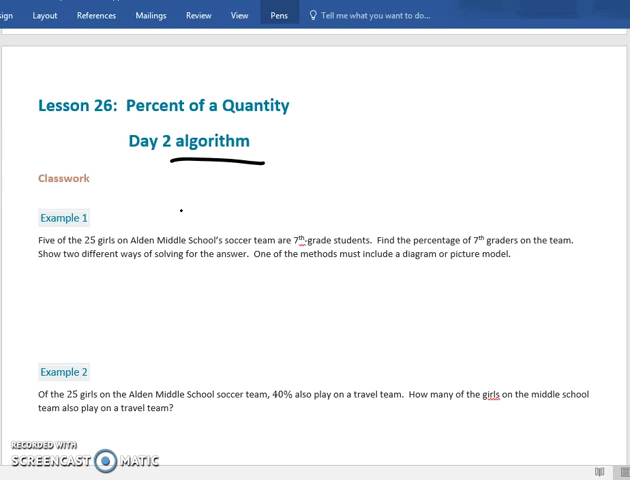 sign Layout References Mailings Review View Pens Tell me what you want to do...
Lesson 26: Percent of a Quantity
Day 2 algorithm
Classwork
Example 1
Five of the 25 girls on Alden Middle School's soccer team are 7th-grade students. Find the percentage of 7th graders on the team.
Show two different ways of solving for the answer. One of the methods must include a diagram or picture model.
Example 2
Of the 25 girls on the Alden Middle School soccer team, 40% also play on a travel team. How many of the girls on the middle school
team also play on a travel team?
RECORDED WITH
SCREENCAST MATIC